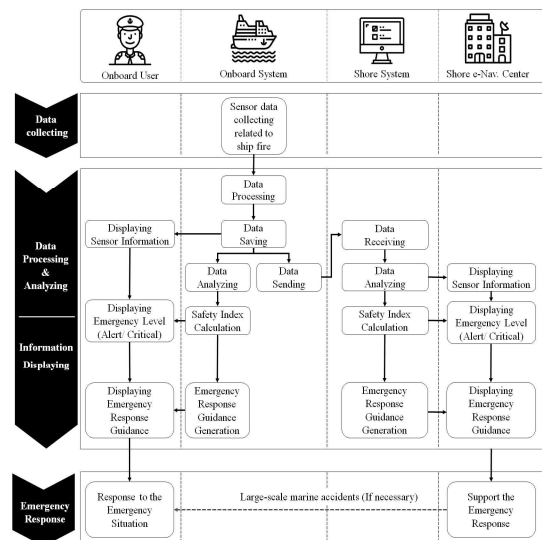 Onboard User
Onboard System
Shore System
Shore e-Nav. Center
Data
collecting
Sensor data
collecting
related to
ship fire
Data
Processing
&
Analyzing
Information
Displaying
Data
Processing
Displaying
Sensor Information
Data
Saving
Data
Receiving
Data
Analyzing
Data
Sending
Data
Analyzing
Displaying
Sensor Information
Displaying
Emergency Level
(Alert/ Critical)
Safety Index
Calculation
Safety Index
Calculation
Displaying
Emergency Level
(Alert/ Critical)
Displaying
Emergency
Response
Guidance
Emergency
Response
Guidance
Generation
Emergency
Response
Guidance
Generation
Displaying
Emergency
Response
Guidance
Emergency
Response
Response to the
Emergency
Situation
Large-scale marine accidents (If necessary)
Support the
Emergency
Response